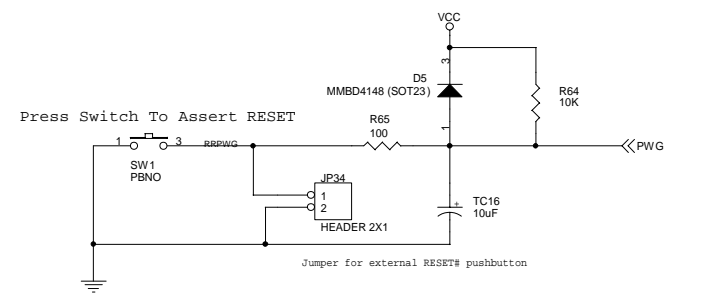 VCC
3
D5
MMBD4148 (SOT23)
1
R64
10K
Press Switch To Assert RESET
R65
100
1
3
RRPWG
PWG
SW1
PBNO
JP34
1
2
HEADER 2X1
+
TC16
10uF
Jumper for external RESET# pushbutton